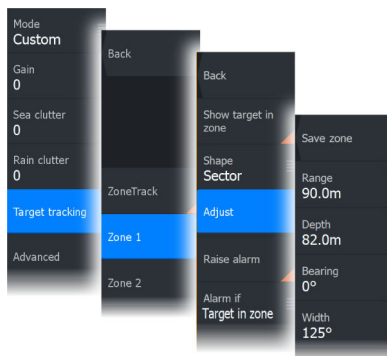 Mode
Custom
Gain
0
Sea clutter
0
Rain clutter
0
Target tracking
Advanced
Back
ZoneTrack
Zone 1
Zone 2
Back
Show target in
zone
Shape
Sector
Adjust
Raise alarm
Alarm if
Target in zone
Save zone
Range
90.0m
Depth
82.0m
Bearing
0°
Width
125°